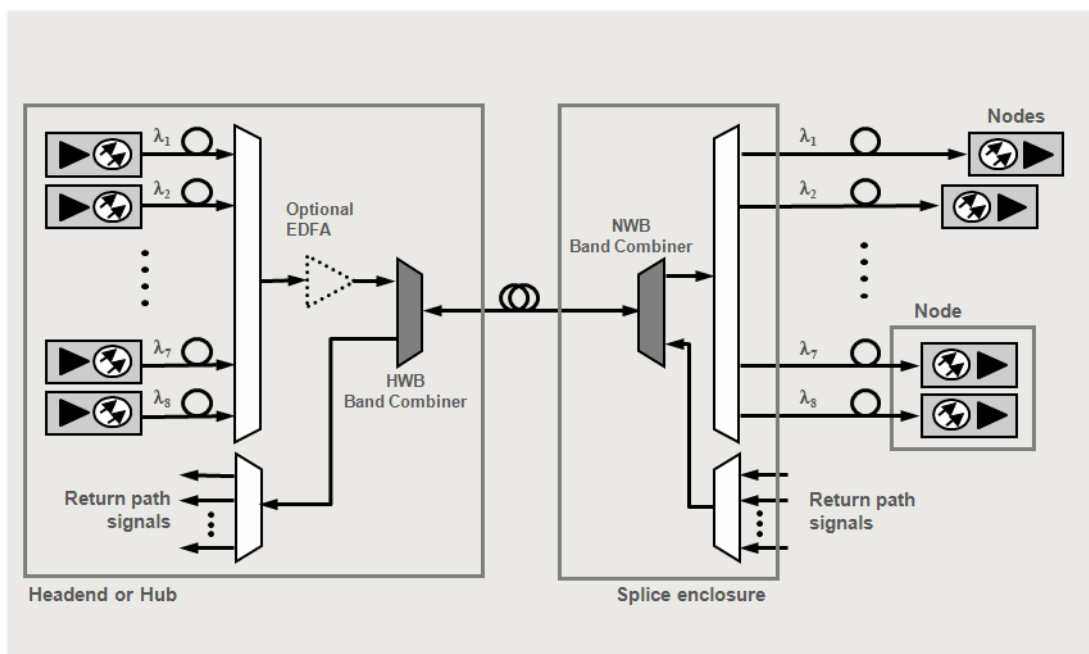 Nodes
λ1
λ2
Optional
EDFA
NWB
Band Combiner
λ1
λ2
Node
λ7
λ8
HWB
Band Combiner
λ7
λ8
Return path
signals
Return path
signals
Headend or Hub
Splice enclosure